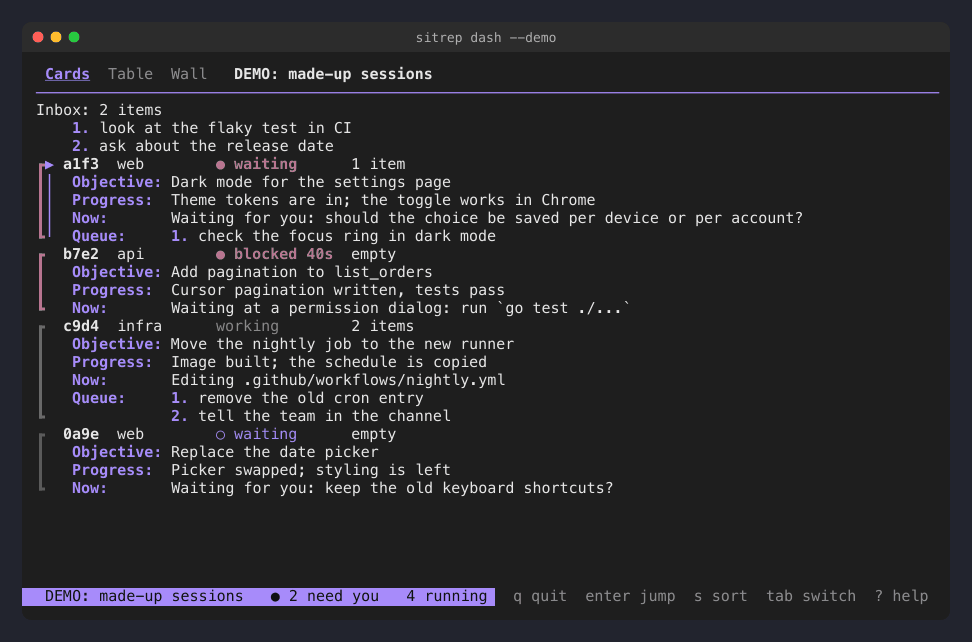 sitrep dash --demo
Cards Table Wall DEMO: made-up sessions
Inbox: 2 items
1. look at the flaky test in CI
2. ask about the release date
▶ a1f3 web ● waiting 1 item
Objective: Dark mode for the settings page
Progress: Theme tokens are in; the toggle works in Chrome
Now: Waiting for you: should the choice be saved per device or per account?
Queue: 1. check the focus ring in dark mode
b7e2 api ● blocked 40s empty
Objective: Add pagination to list_orders
Progress: Cursor pagination written, tests pass
Now: Waiting at a permission dialog: run `go test ./...`
c9d4 infra working 2 items
Objective: Move the nightly job to the new runner
Progress: Image built; the schedule is copied
Now: Editing .github/workflows/nightly.yml
Queue: 1. remove the old cron entry
2. tell the team in the channel
0a9e web ○ waiting empty
Objective: Replace the date picker
Progress: Picker swapped; styling is left
Now: Waiting for you: keep the old keyboard shortcuts?
DEMO: made-up sessions ● 2 need you 4 running q quit enter jump s sort tab switch ? help